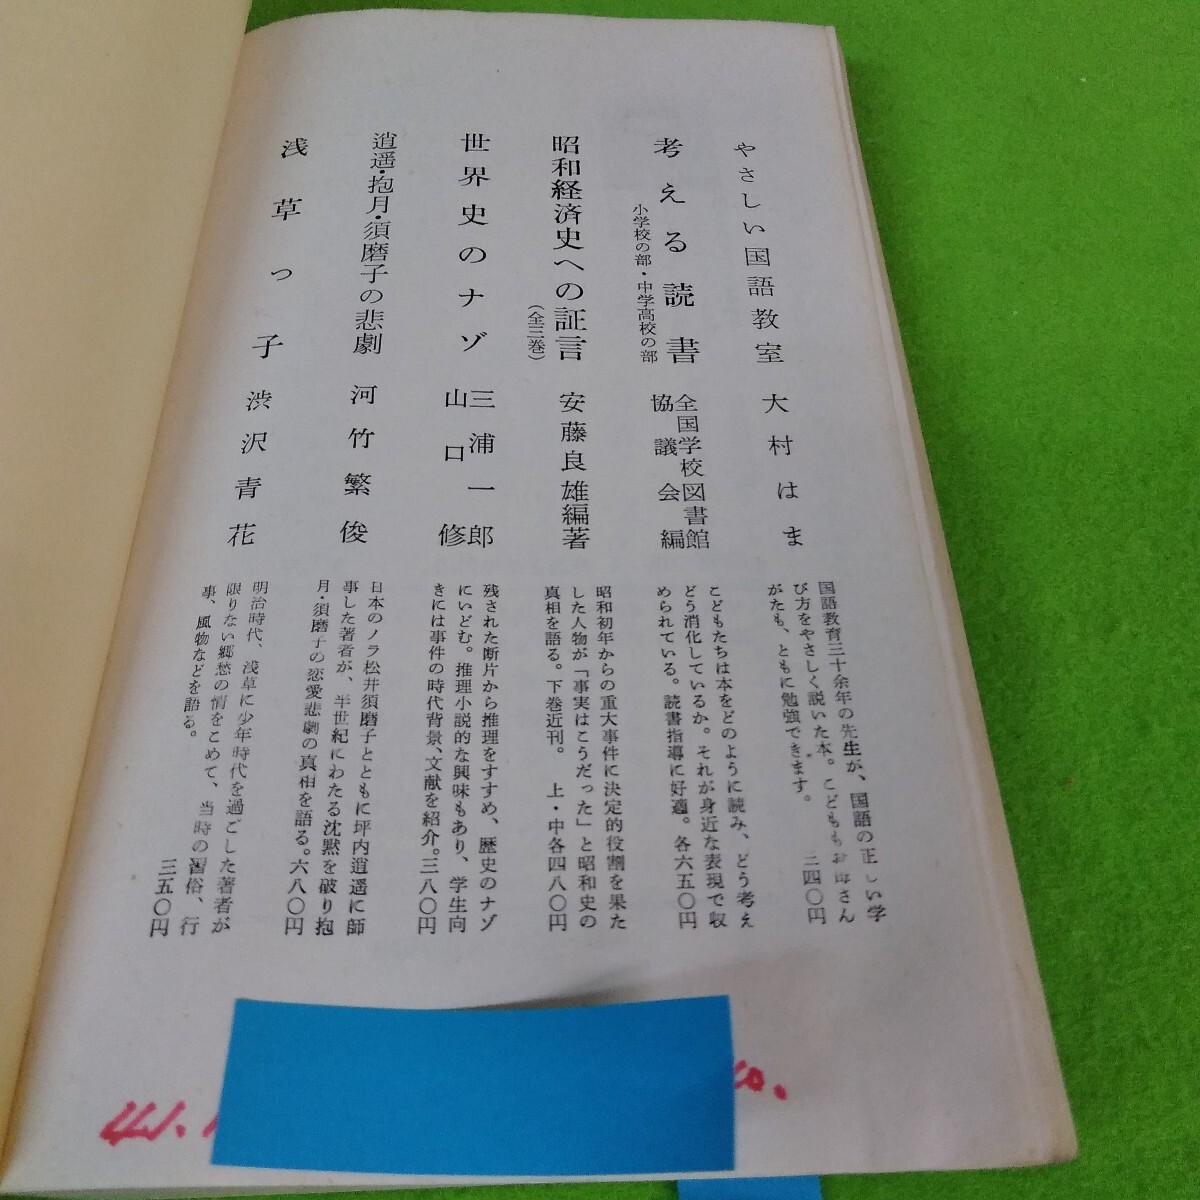 やさしい国語教室
大村はま
国語教育三十余年の先生が、国語の正しい学
び方をやさしく説いた本。こどももお母さん
がたも、ともに勉強できます。
三四〇円
考える読書
小学校の部・中学高校の部
全国学校図書館
協議会編
こどもたちは本をどのように読み、どう考え
どう消化しているか。それが身近な表現で収
められている。読書指導に好適。各六五〇円
昭和経済史への証言
(全三巻)
安藤良雄編著
昭和初年からの重大事件に決定的役割を果た
した人物が「事実はこうだった」と昭和史の
真相を語る。下巻近刊。 上・中各四八〇円
世界史のナゾ
三浦一郎
山口修
残された断片から推理をすすめ、歴史のナゾ
にいどむ。推理小説的な興味もあり、学生向
きには事件の時代背景、文献を紹介。三八〇円
逍遥・抱月・須磨子の悲劇
河竹繁俊
日本のノラ松井須磨子とともに坪内逍遥に師
事した著者が、半世紀にわたる沈黙を破り抱
月・須磨子の恋愛悲劇の真相を語る。六八〇円
浅草っ子
渋沢青花
明治時代、浅草に少年時代を過ごした著者が
限りない郷愁の情をこめて、当時の習俗、行
事、風物などを語る。
三五〇円